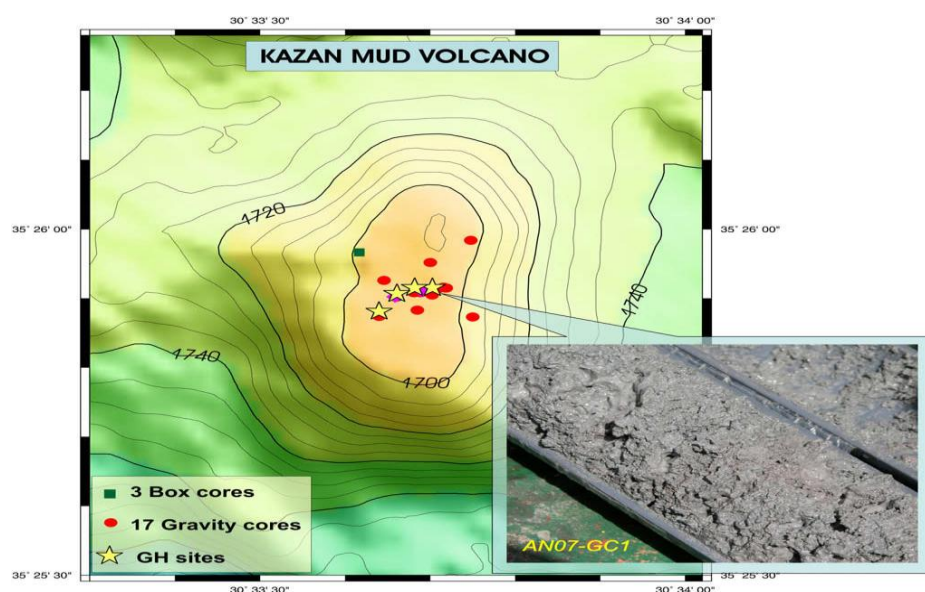 30° 33' 30"
30° 34' 00"
KAZAN MUD VOLCANO
1720
35° 26' 00"
35° 26' 00"
1740
1740
1700
3 Box cores
17 Gravity cores
GH sites
AN07-GC1
35° 25' 30"
35° 25' 30"
30° 33' 30"
30° 34' 00"